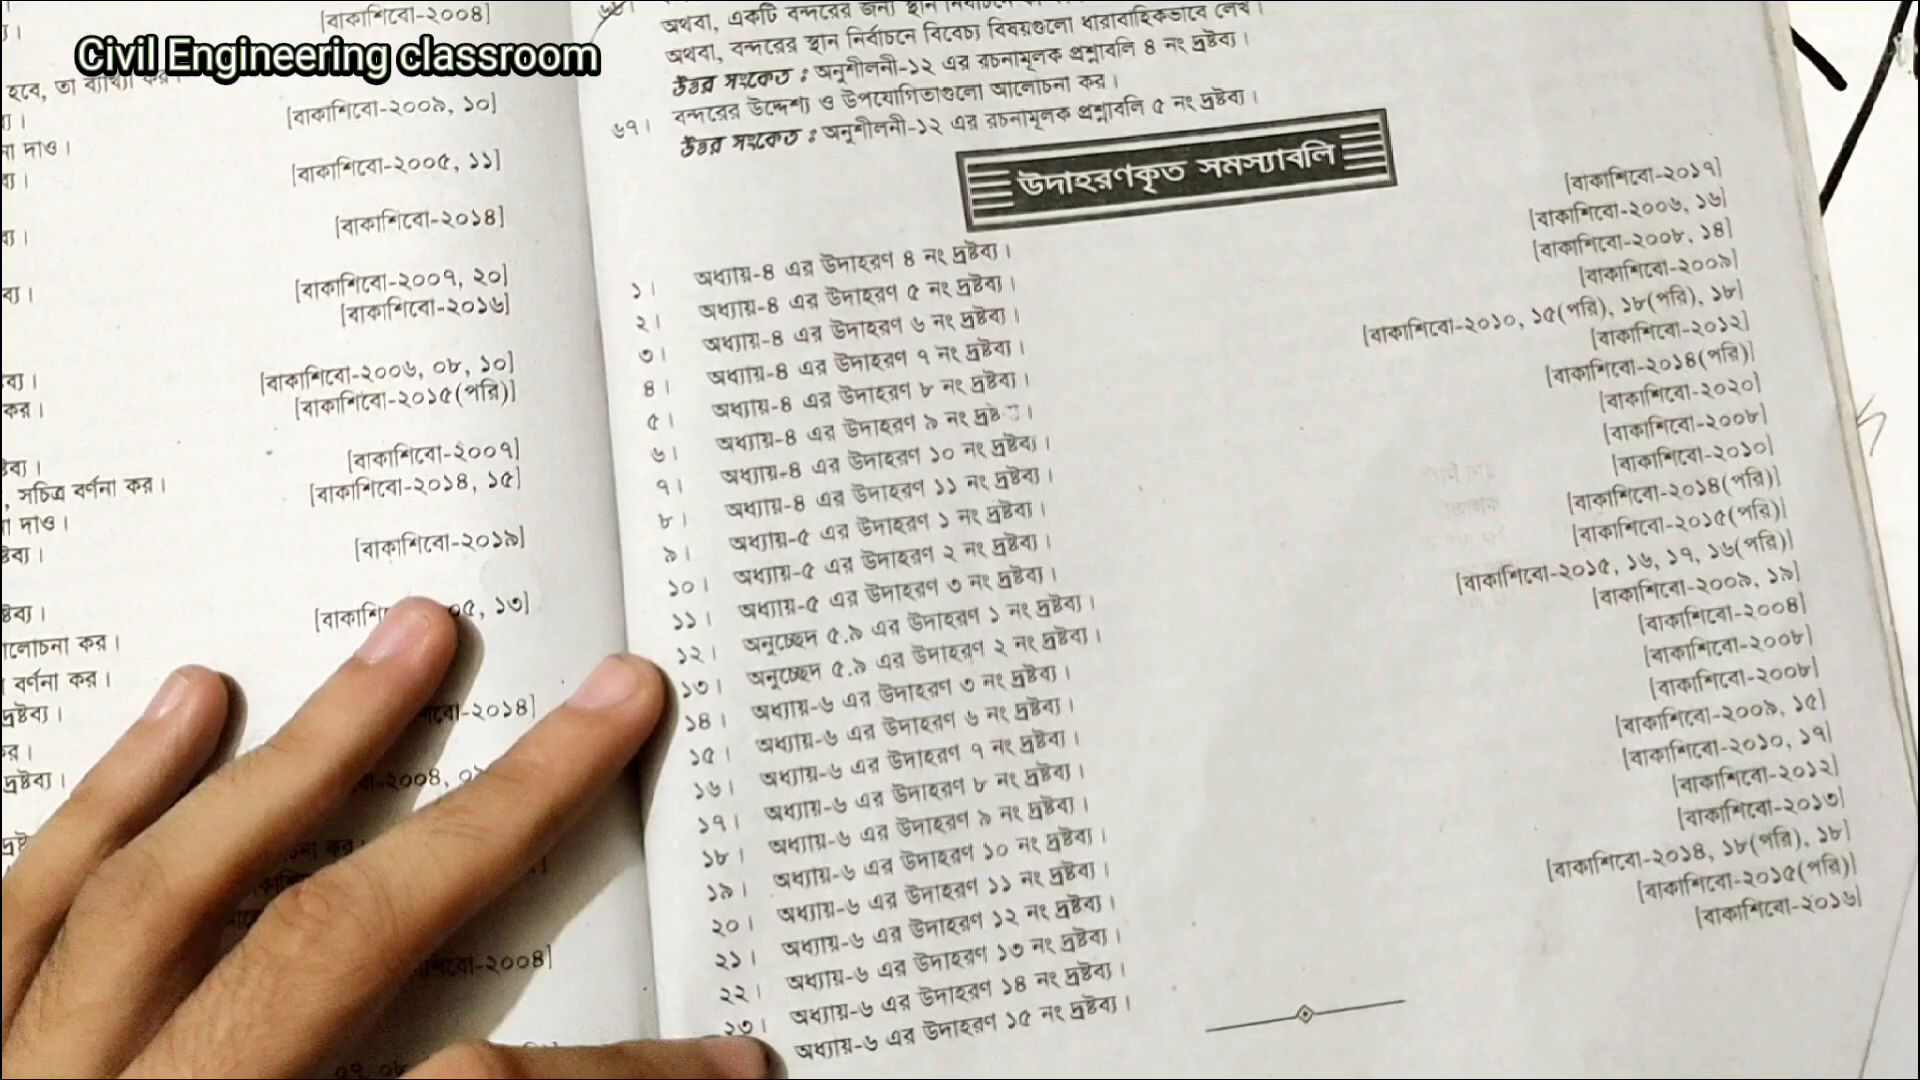 Civil Engineering classroom
[বাকাশিবো-২০০৪]
[বাকাশিবো-২০০৯, ১০]
[বাকাশিবো-২০০৫, ১১]
[বাকাশিবো-২০১৪]
[বাকাশিবো-২০০৭, ২০]
[বাকাশিবো-২০১৬]
[বাকাশিবো-২০০৬, ০৮, ১০]
কর।
[বাকাশিবো-২০১৫(পরি)]
[বাকাশিবো-২০০৭]
, সচিত্র বর্ণনা কর।
[বাকাশিবো-২০১৪, ১৫]
দাও।
[বাকাশিবো-২০১৯]
বর্ণনা কর।
অথবা, একটি বন্দরের জন্য স্থান
অথবা, বন্দরের স্থান নির্বাচনে বিবেচ্য বিষয়গুলো ধারাবাহিকভাবে লেখ।
উত্তর সংকেত : অনুশীলনী-১২ এর রচনামূলক প্রশ্নাবলি ৪ নং দ্রষ্টব্য।
৬৭। বন্দরের উদ্দেশ্য ও উপযোগিতাগুলো আলোচনা কর।
উত্তর সংকেত : অনুশীলনী-১২ এর রচনামূলক প্রশ্নাবলি ৫ নং দ্রষ্টব্য।
উদাহরণকৃত সমস্যাবলি
১। অধ্যায়-৪ এর উদাহরণ ৪ নং দ্রষ্টব্য। [বাকাশিবো-২০১৭]
২। অধ্যায়-৪ এর উদাহরণ ৫ নং দ্রষ্টব্য। [বাকাশিবো-২০০৬, ১৬]
৩। অধ্যায়-৪ এর উদাহরণ ৬ নং দ্রষ্টব্য। [বাকাশিবো-২০০৮, ১৪]
৪। অধ্যায়-৪ এর উদাহরণ ৭ নং দ্রষ্টব্য। [বাকাশিবো-২০০৯]
৫। অধ্যায়-৪ এর উদাহরণ ৮ নং দ্রষ্টব্য। [বাকাশিবো-২০১০, ১৫(পরি), ১৮(পরি), ১৮]
৬। অধ্যায়-৪ এর উদাহরণ ৯ নং [বাকাশিবো-২০১২]
৭। অধ্যায়-৪ এর উদাহরণ ১০ নং দ্রষ্টব্য। [বাকাশিবো-২০১৪(পরি)]
৮। অধ্যায়-৪ এর উদাহরণ ১১ নং দ্রষ্টব্য। [বাকাশিবো-২০২০]
৯। অধ্যায়-৫ এর উদাহরণ ১ নং দ্রষ্টব্য। [বাকাশিবো-২০০৮]
১০। অধ্যায়-৫ এর উদাহরণ ২ নং দ্রষ্টব্য। [বাকাশিবো-২০১০]
১১। অধ্যায়-৫ এর উদাহরণ ৩ নং দ্রষ্টব্য। [বাকাশিবো-২০১৪(পরি)]
১২। অনুচ্ছেদ ৫.৯ এর উদাহরণ ১ নং দ্রষ্টব্য। [বাকাশিবো-২০১৫(পরি)]
১৩। অনুচ্ছেদ ৫.৯ এর উদাহরণ ২ নং দ্রষ্টব্য। [বাকাশিবো-২০১৫, ১৬, ১৭, ১৬(পরি)]
১৪। অধ্যায়-৬ এর উদাহরণ ৩ নং দ্রষ্টব্য। [বাকাশিবো-২০০৯, ১৯]
১৫। অধ্যায়-৬ এর উদাহরণ ৬ নং দ্রষ্টব্য। [বাকাশিবো-২০০৪]
১৬। অধ্যায়-৬ এর উদাহরণ ৭ নং দ্রষ্টব্য। [বাকাশিবো-২০০৮]
১৭। অধ্যায়-৬ এর উদাহরণ ৮ নং দ্রষ্টব্য। [বাকাশিবো-২০০৮]
১৮। অধ্যায়-৬ এর উদাহরণ ৯ নং দ্রষ্টব্য। [বাকাশিবো-২০০৯, ১৫]
১৯। অধ্যায়-৬ এর উদাহরণ ১০ নং দ্রষ্টব্য। [বাকাশিবো-২০১০, ১৭]
২০। অধ্যায়-৬ এর উদাহরণ ১১ নং দ্রষ্টব্য। [বাকাশিবো-২০১২]
২১। অধ্যায়-৬ এর উদাহরণ ১২ নং দ্রষ্টব্য। [বাকাশিবো-২০১৩]
২২। অধ্যায়-৬ এর উদাহরণ ১৩ নং দ্রষ্টব্য। [বাকাশিবো-২০১৪, ১৮(পরি), ১৮]
২৩। অধ্যায়-৬ এর উদাহরণ ১৪ নং দ্রষ্টব্য। [বাকাশিবো-২০১৫(পরি)]
অধ্যায়-৬ এর উদাহরণ ১৫ নং দ্রষ্টব্য। [বাকাশিবো-২০১৬]